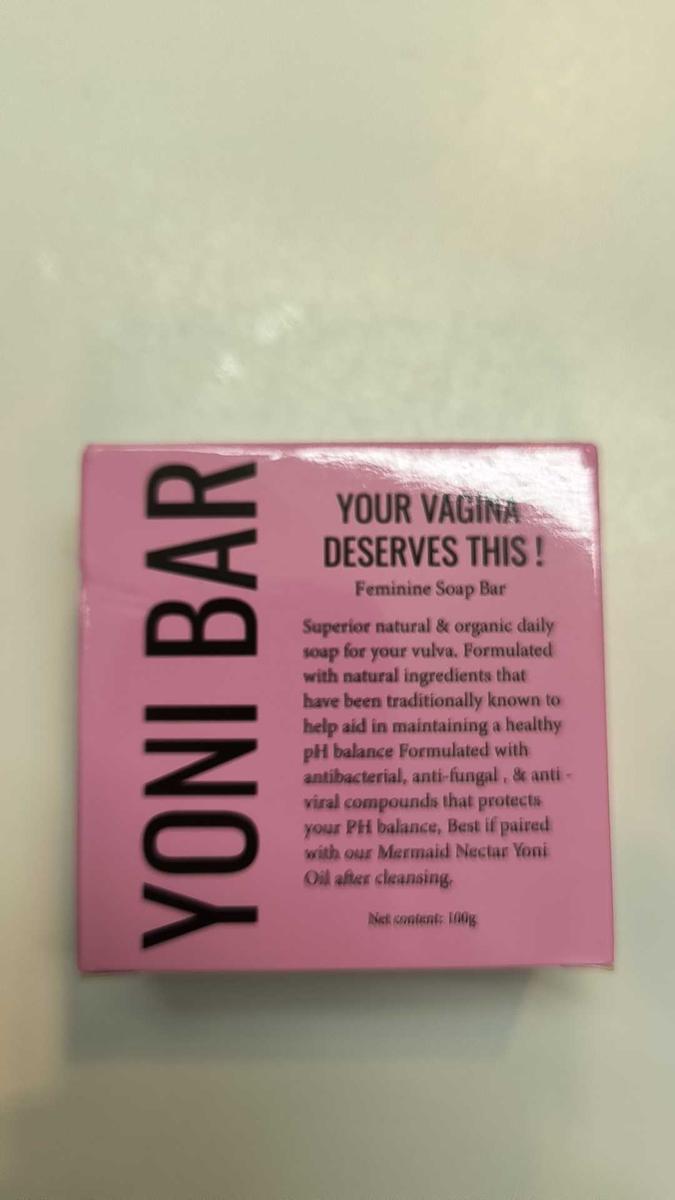 YONI BAR
YOUR VAGINA
DESERVES THIS !
Feminine Soap Bar
Superior natural & organic daily
soap for your vulva. Formulated
with natural ingredients that
have been traditionally known to
help aid in maintaining a healthy
pH balance Formulated with
antibacterial, anti-fungal , & anti -
viral compounds that protects
your PH balance, Best if paired
with our Mermaid Nectar Yoni
Oil after cleansing.
Net content: 100g